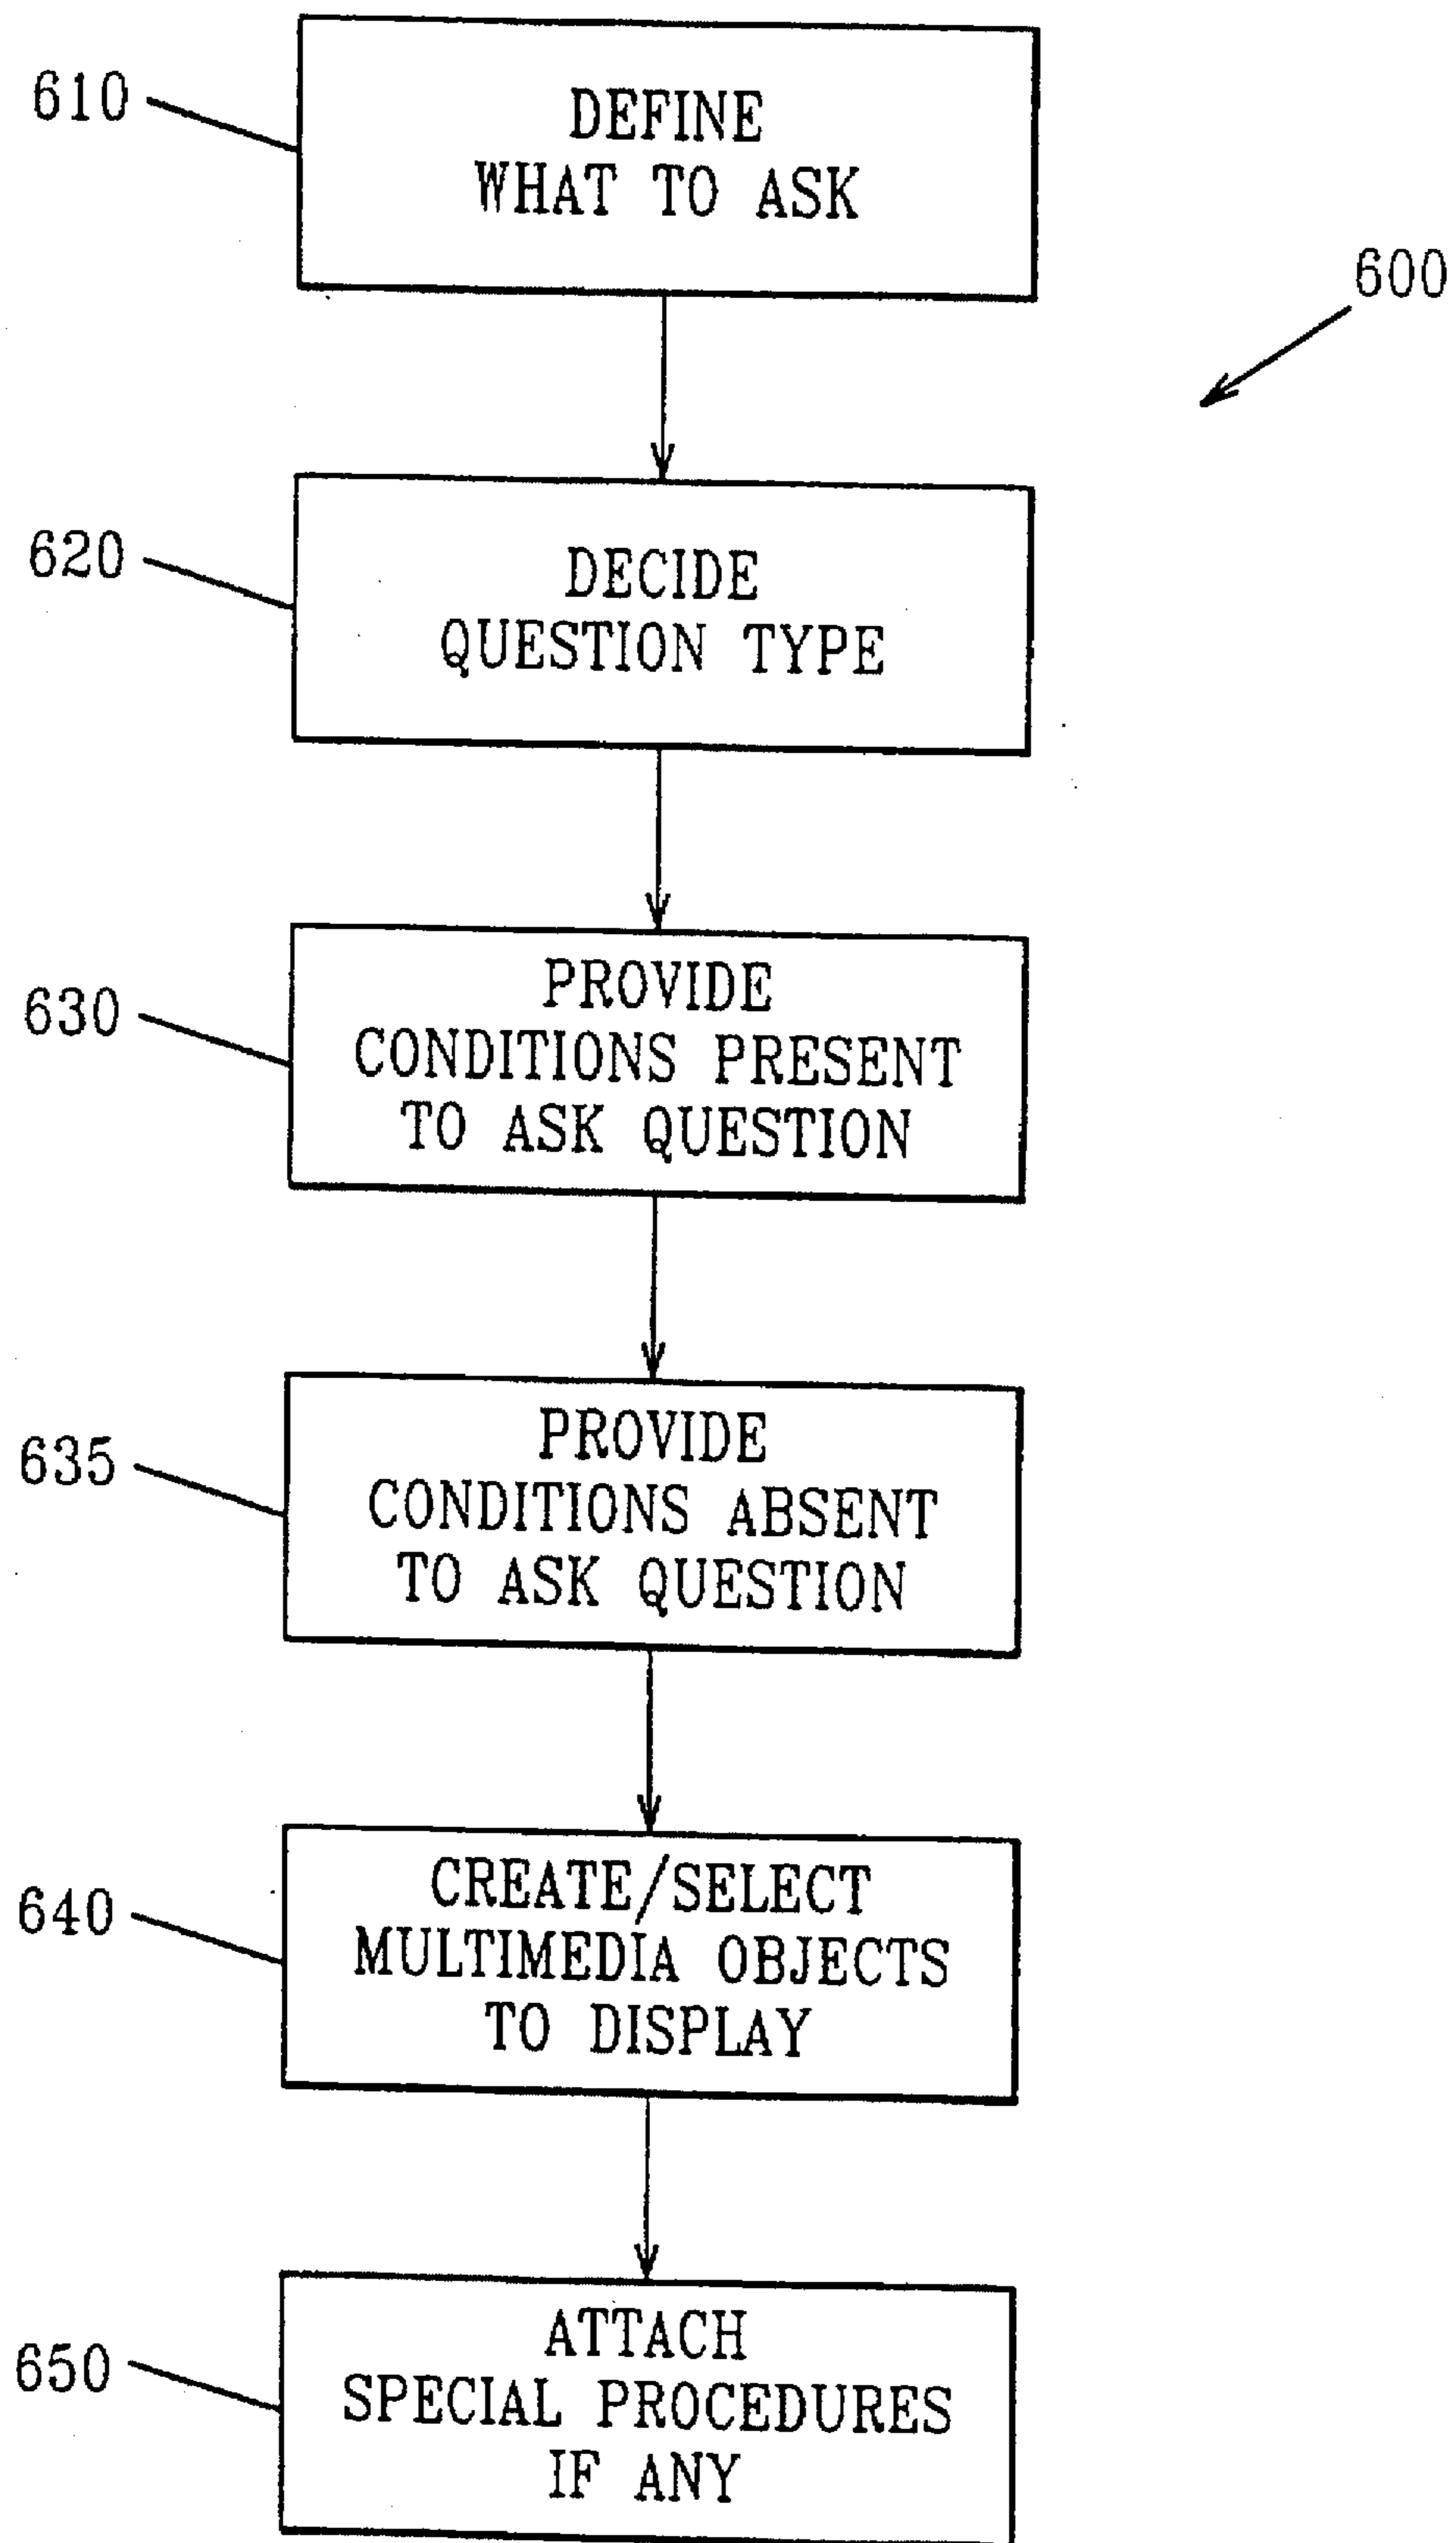 610
DEFINE
WHAT TO ASK
600
620
DECIDE
QUESTION TYPE
630
PROVIDE
CONDITIONS PRESENT
TO ASK QUESTION
635
PROVIDE
CONDITIONS ABSENT
TO ASK QUESTION
640
CREATE/SELECT
MULTIMEDIA OBJECTS
TO DISPLAY
650
ATTACH
SPECIAL PROCEDURES
IF ANY